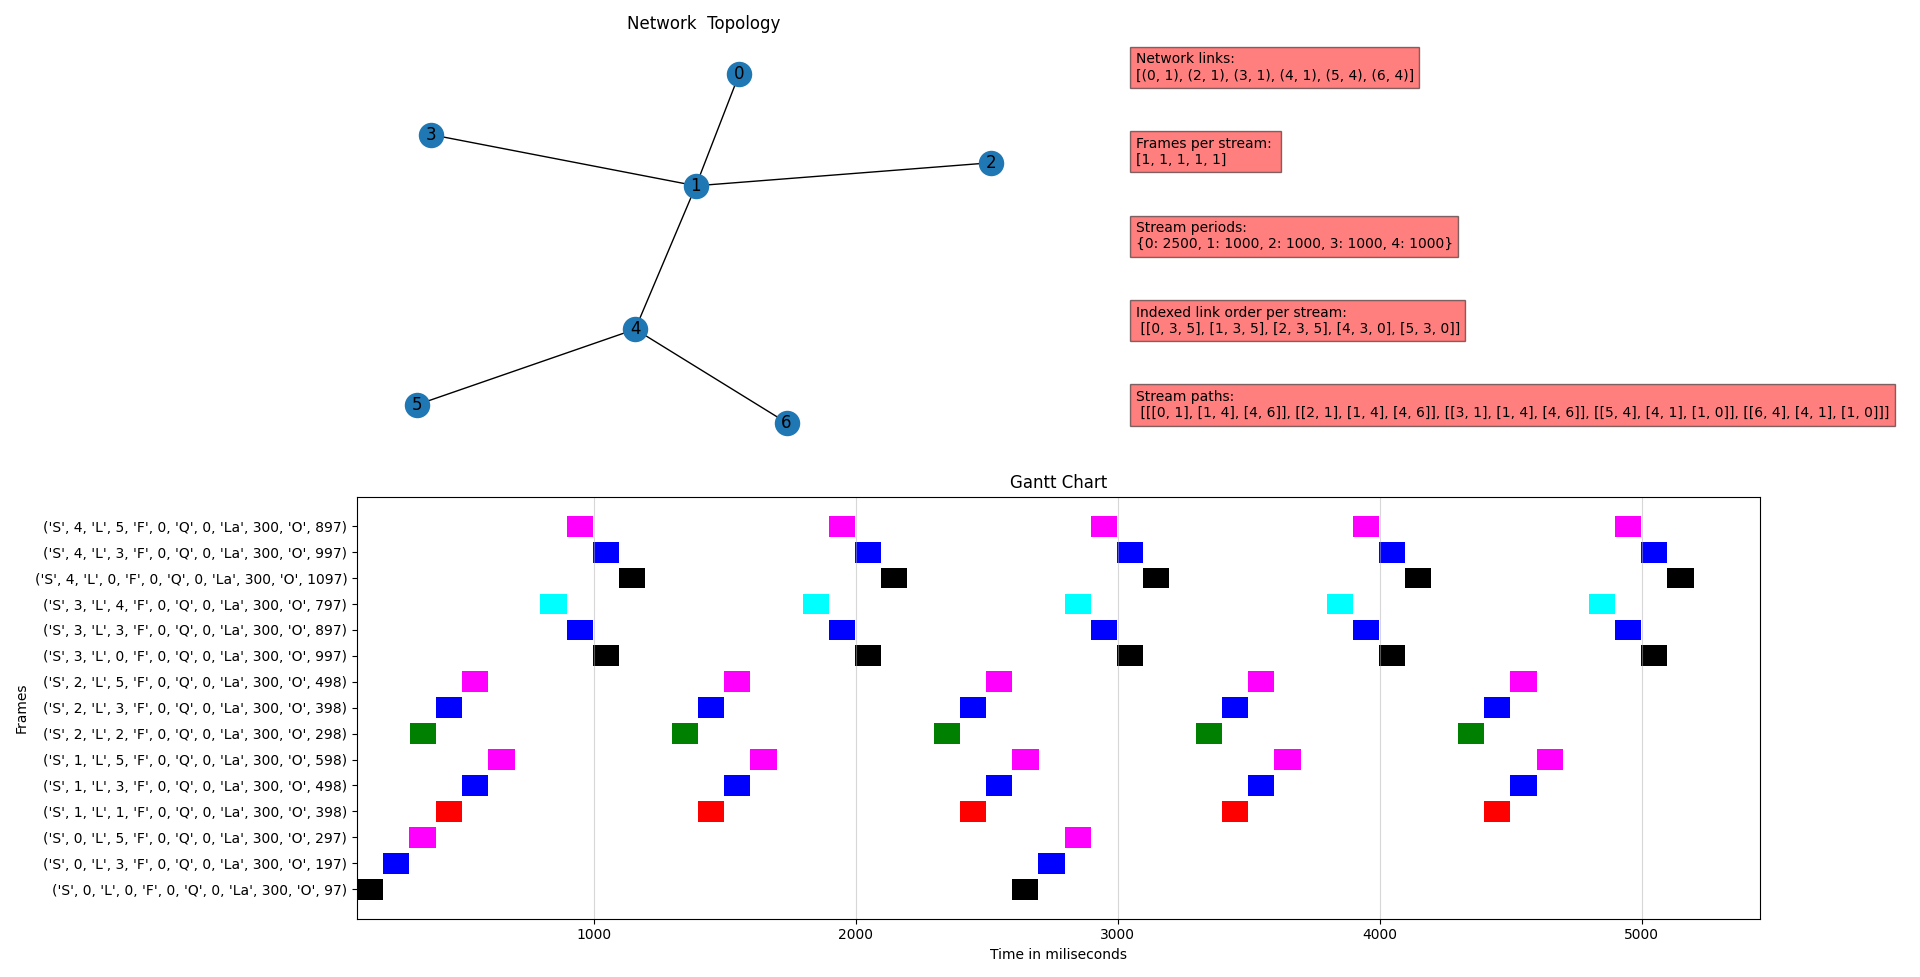 Network  Topology
0
3
2
1
4
5
6
Network links:
[(0, 1), (2, 1), (3, 1), (4, 1), (5, 4), (6, 4)]
Frames per stream:
[1, 1, 1, 1, 1]
Stream periods:
{0: 2500, 1: 1000, 2: 1000, 3: 1000, 4: 1000}
Indexed link order per stream:
[[0, 3, 5], [1, 3, 5], [2, 3, 5], [4, 3, 0], [5, 3, 0]]
Stream paths:
[[[0, 1], [1, 4], [4, 6]], [[2, 1], [1, 4], [4, 6]], [[3, 1], [1, 4], [4, 6]], [[5, 4], [4, 1], [1, 0]], [[6, 4], [4, 1], [1, 0]]]
Gantt Chart
('S', 4, 'L', 5, 'F', 0, 'Q', 0, 'La', 300, 'O', 897)
('S', 4, 'L', 3, 'F', 0, 'Q', 0, 'La', 300, 'O', 997)
('S', 4, 'L', 0, 'F', 0, 'Q', 0, 'La', 300, 'O', 1097)
('S', 3, 'L', 4, 'F', 0, 'Q', 0, 'La', 300, 'O', 797)
('S', 3, 'L', 3, 'F', 0, 'Q', 0, 'La', 300, 'O', 897)
('S', 3, 'L', 0, 'F', 0, 'Q', 0, 'La', 300, 'O', 997)
('S', 2, 'L', 5, 'F', 0, 'Q', 0, 'La', 300, 'O', 498)
('S', 2, 'L', 3, 'F', 0, 'Q', 0, 'La', 300, 'O', 398)
('S', 2, 'L', 2, 'F', 0, 'Q', 0, 'La', 300, 'O', 298)
('S', 1, 'L', 5, 'F', 0, 'Q', 0, 'La', 300, 'O', 598)
('S', 1, 'L', 3, 'F', 0, 'Q', 0, 'La', 300, 'O', 498)
('S', 1, 'L', 1, 'F', 0, 'Q', 0, 'La', 300, 'O', 398)
('S', 0, 'L', 5, 'F', 0, 'Q', 0, 'La', 300, 'O', 297)
('S', 0, 'L', 3, 'F', 0, 'Q', 0, 'La', 300, 'O', 197)
('S', 0, 'L', 0, 'F', 0, 'Q', 0, 'La', 300, 'O', 97)
Frames
1000 2000 3000 4000 5000
Time in miliseconds